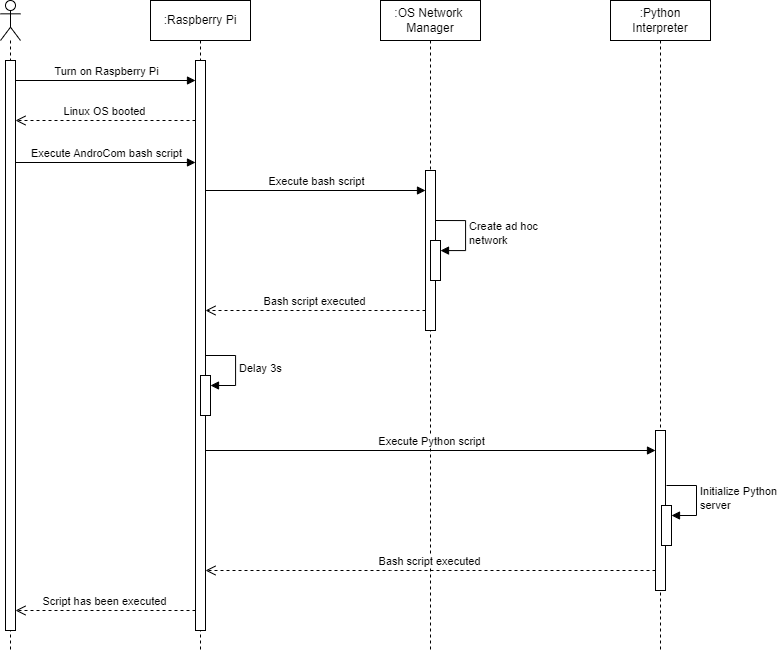 :Raspberry Pi
:OS Network
Manager
:Python
Interpreter
Turn on Raspberry Pi
Linux OS booted
Execute AndroCom bash script
Execute bash script
Create ad hoc
network
Bash script executed
Delay 3s
Execute Python script
Initialize Python
server
Bash script executed
Script has been executed